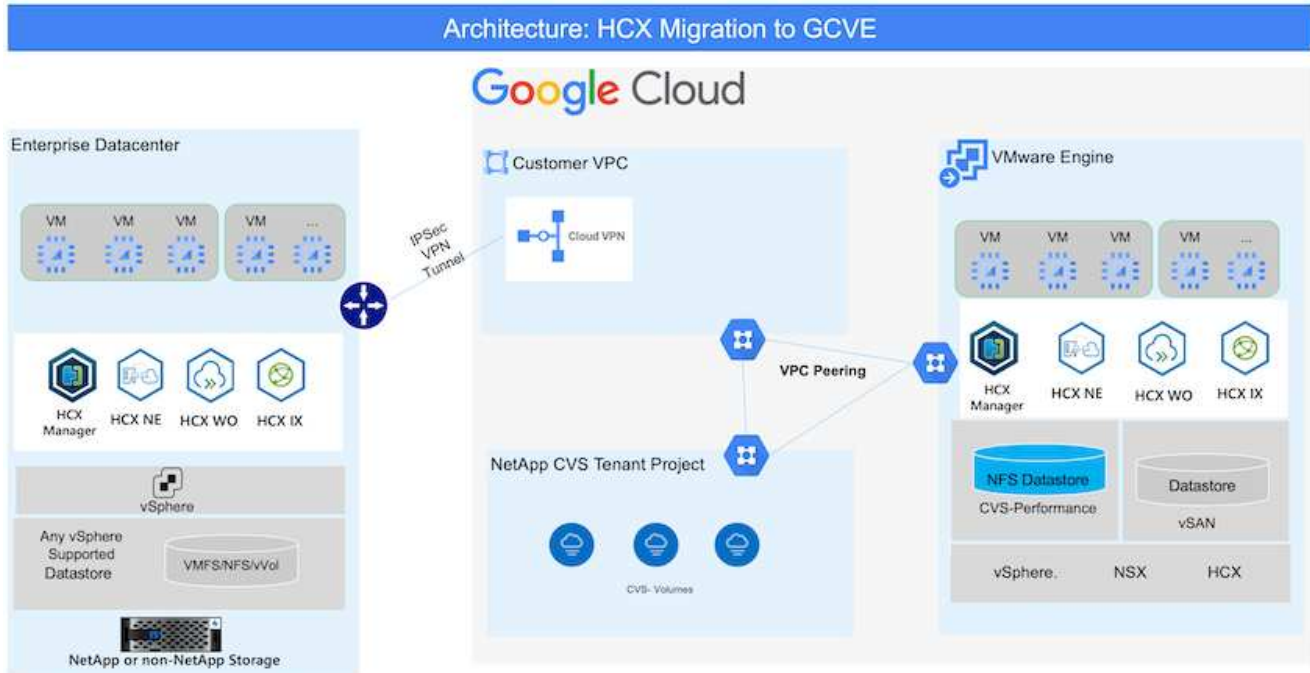 Architecture: HCX Migration to GCVE
Google Cloud
Enterprise Datacenter
VM VM VM VM ...
HCX Manager
HCX NE
HCX WO
HCX IX
vSphere
Any vSphere
Supported
Datastore
VMFS/NFS/vVol
NetApp or non-NetApp Storage
IPSec
VPN
Tunnel
Customer VPC
Cloud VPN
VPC Peering
NetApp CVS Tenant Project
CVS- Volumes
VMware Engine
VM VM VM VM ...
HCX
Manager
HCX NE
HCX WO
HCX IX
NFS Datastore
CVS-Performance
Datastore
vSAN
vSphere. NSX HCX